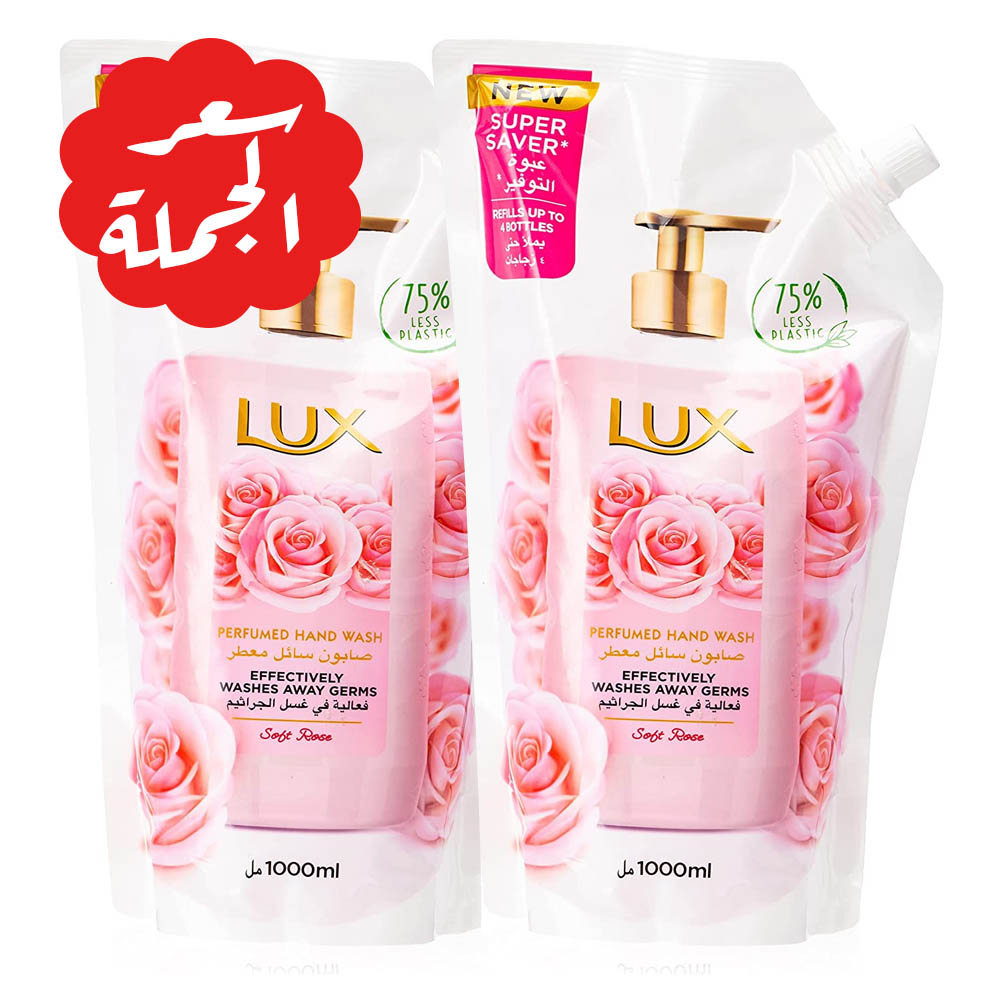 سعر
الجملة
75%
LESS
PLASTIC
LUX
PERFUMED HAND WASH
صابون سائل معطر
EFFECTIVELY
WASHES AWAY GERMS
فعالية في غسل الجراثيم
Soft Rose
1000ml مل
NEW
SUPER
SAVER*
عبوة
التوفير*
REFILLS UP TO
4 BOTTLES
يملأ حتى
٤ زجاجات
75%
LESS
PLASTIC
LUX
PERFUMED HAND WASH
صابون سائل معطر
EFFECTIVELY
WASHES AWAY GERMS
فعالية في غسل الجراثيم
Soft Rose
1000ml مل